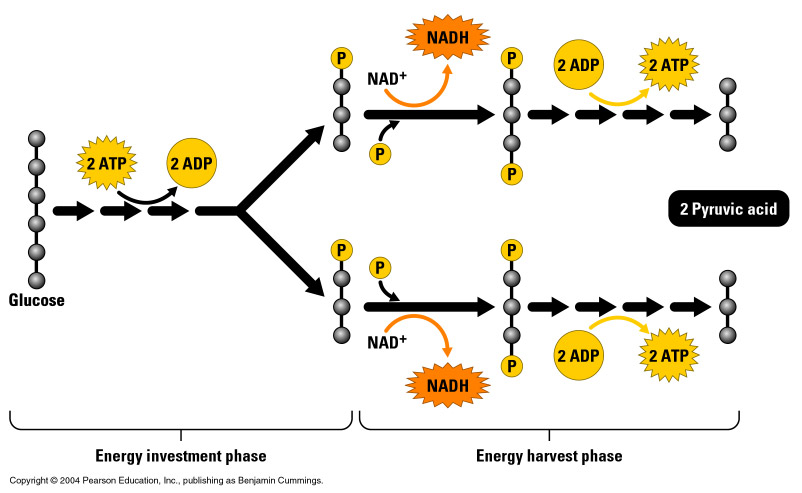 P
NADH
P
2 ADP
2 ATP
NAD+
P
P
2 ATP
2 ADP
2 Pyruvic acid
Glucose
P
P
P
NAD+
NADH
P
2 ADP
2 ATP
Energy investment phase
Energy harvest phase
Copyright © 2004 Pearson Education, Inc., publishing as Benjamin Cummings.